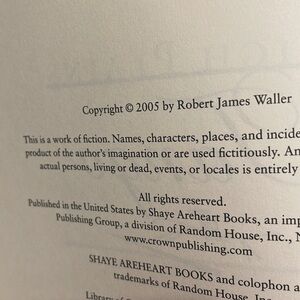 Copyright © 2005 by Robert James Waller
This is a work of fiction. Names, characters, places, and incide
product of the author's imagination or are used fictitiously. An
actual persons, living or dead, events, or locales is entirely
All rights reserved.
Published in the United States by Shaye Areheart Books, an imp
Publishing Group, a division of Random House, Inc., N
www.crownpublishing.com
SHAYE AREHEART BOOKS and colophon a
trademarks of Random House, Inc.
Library of